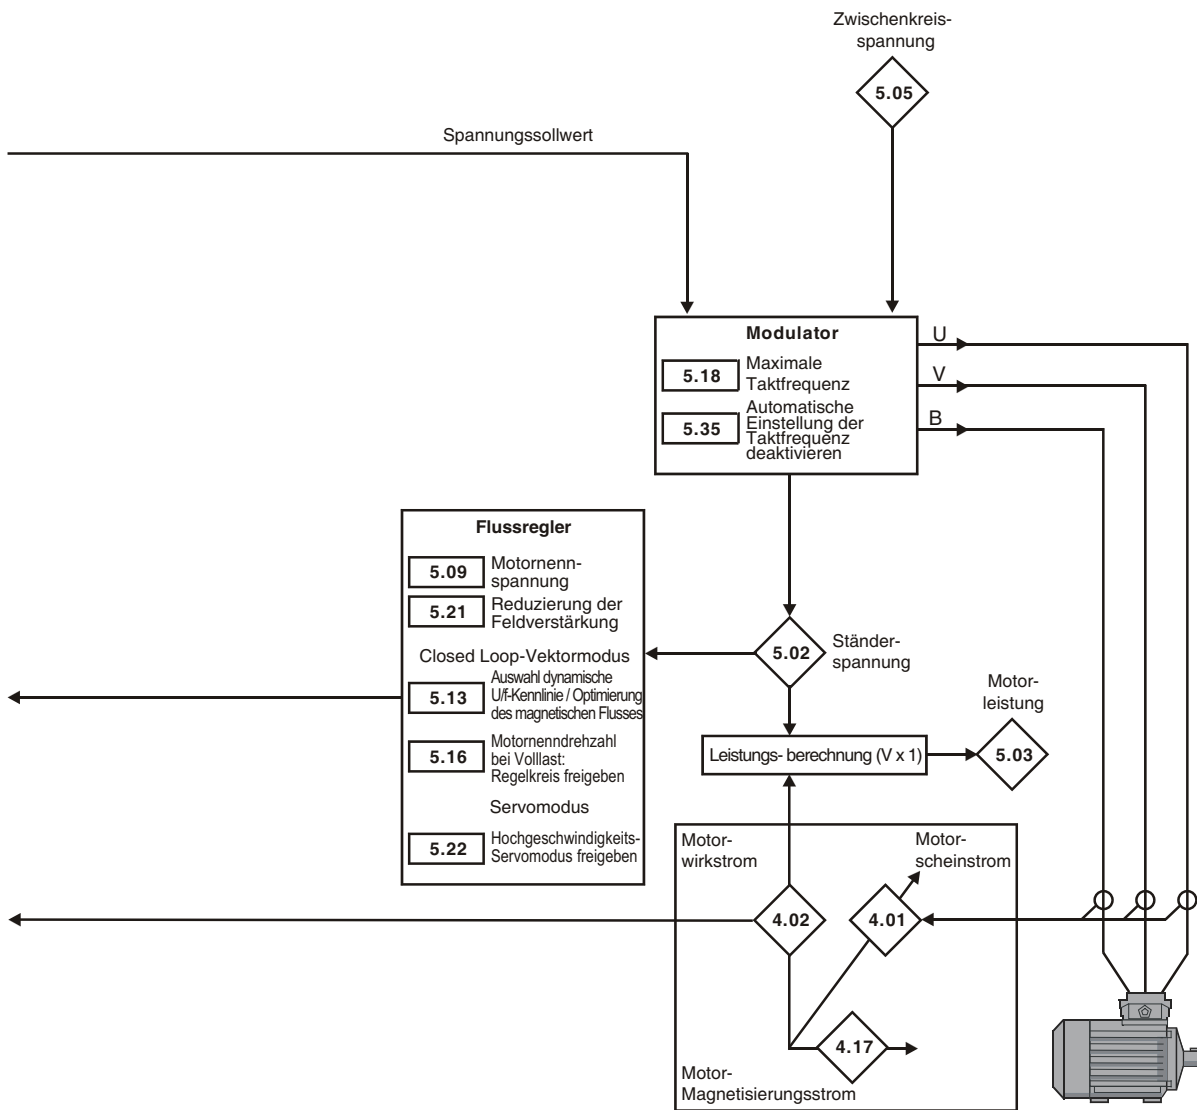 Zwischenkreis-
spannung
5.05
Spannungssollwert
Modulator
5.18
Maximale
Taktfrequenz
5.35
Automatische
Einstellung der
Taktfrequenz
deaktivieren
U
V
B
Flussregler
5.09
Motornenn-
spannung
5.21
Reduzierung der
Feldverstärkung
Closed Loop-Vektormodus
5.13
Auswahl dynamische
U/f-Kennlinie / Optimierung
des magnetischen Flusses
5.16
Motornenndrehzahl
bei Volllast:
Regelkreis freigeben
Servomodus
5.22
Hochgeschwindigkeits-
Servomodus freigeben
5.02
Ständer-
spannung
Motor-
leistung
Leistungs- berechnung (V x 1)
5.03
Motor-
wirkstrom
Motor-
scheinstrom
4.02
4.01
4.17
Motor-
Magnetisierungsstrom